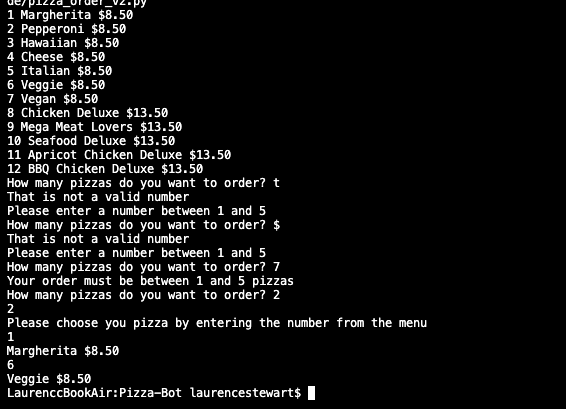 de/pizza_order_v2.py
1 Margherita $8.50
2 Pepperoni $8.50
3 Hawaiian $8.50
4 Cheese $8.50
5 Italian $8.50
6 Veggie $8.50
7 Vegan $8.50
8 Chicken Deluxe $13.50
9 Mega Meat Lovers $13.50
10 Seafood Deluxe $13.50
11 Apricot Chicken Deluxe $13.50
12 BBQ Chicken Deluxe $13.50
How many pizzas do you want to order? t
That is not a valid number
Please enter a number between 1 and 5
How many pizzas do you want to order? $
That is not a valid number
Please enter a number between 1 and 5
How many pizzas do you want to order? 7
Your order must be between 1 and 5 pizzas
How many pizzas do you want to order? 2
2
Please choose you pizza by entering the number from the menu
1
Margherita $8.50
6
Veggie $8.50
LaurenccBookAir:Pizza-Bot laurencestewart$